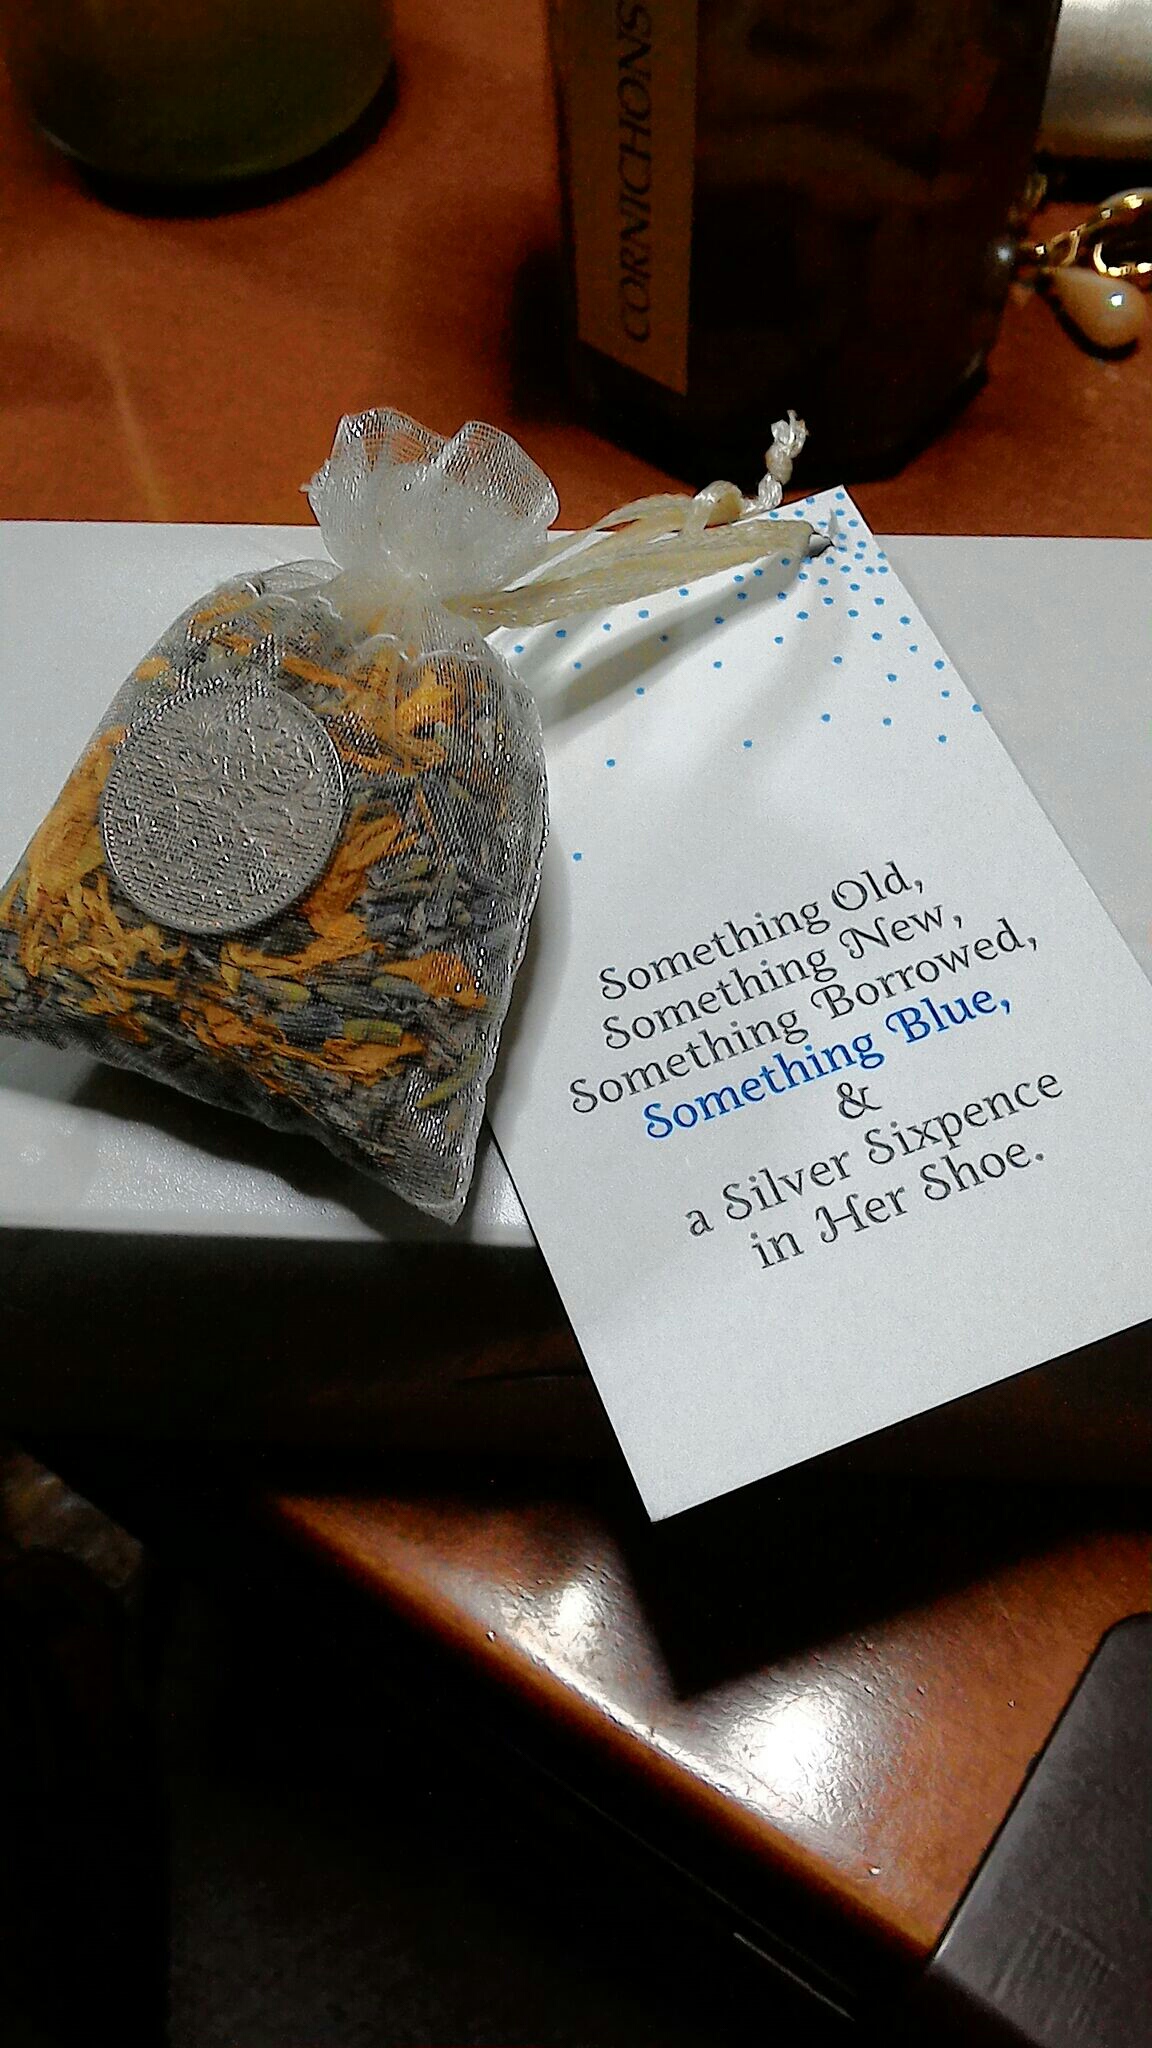 CORNICHONS
Something Old,
Something New,
Something Borrowed,
Something Blue,
&
a Silver Sixpence
in Her Shoe.